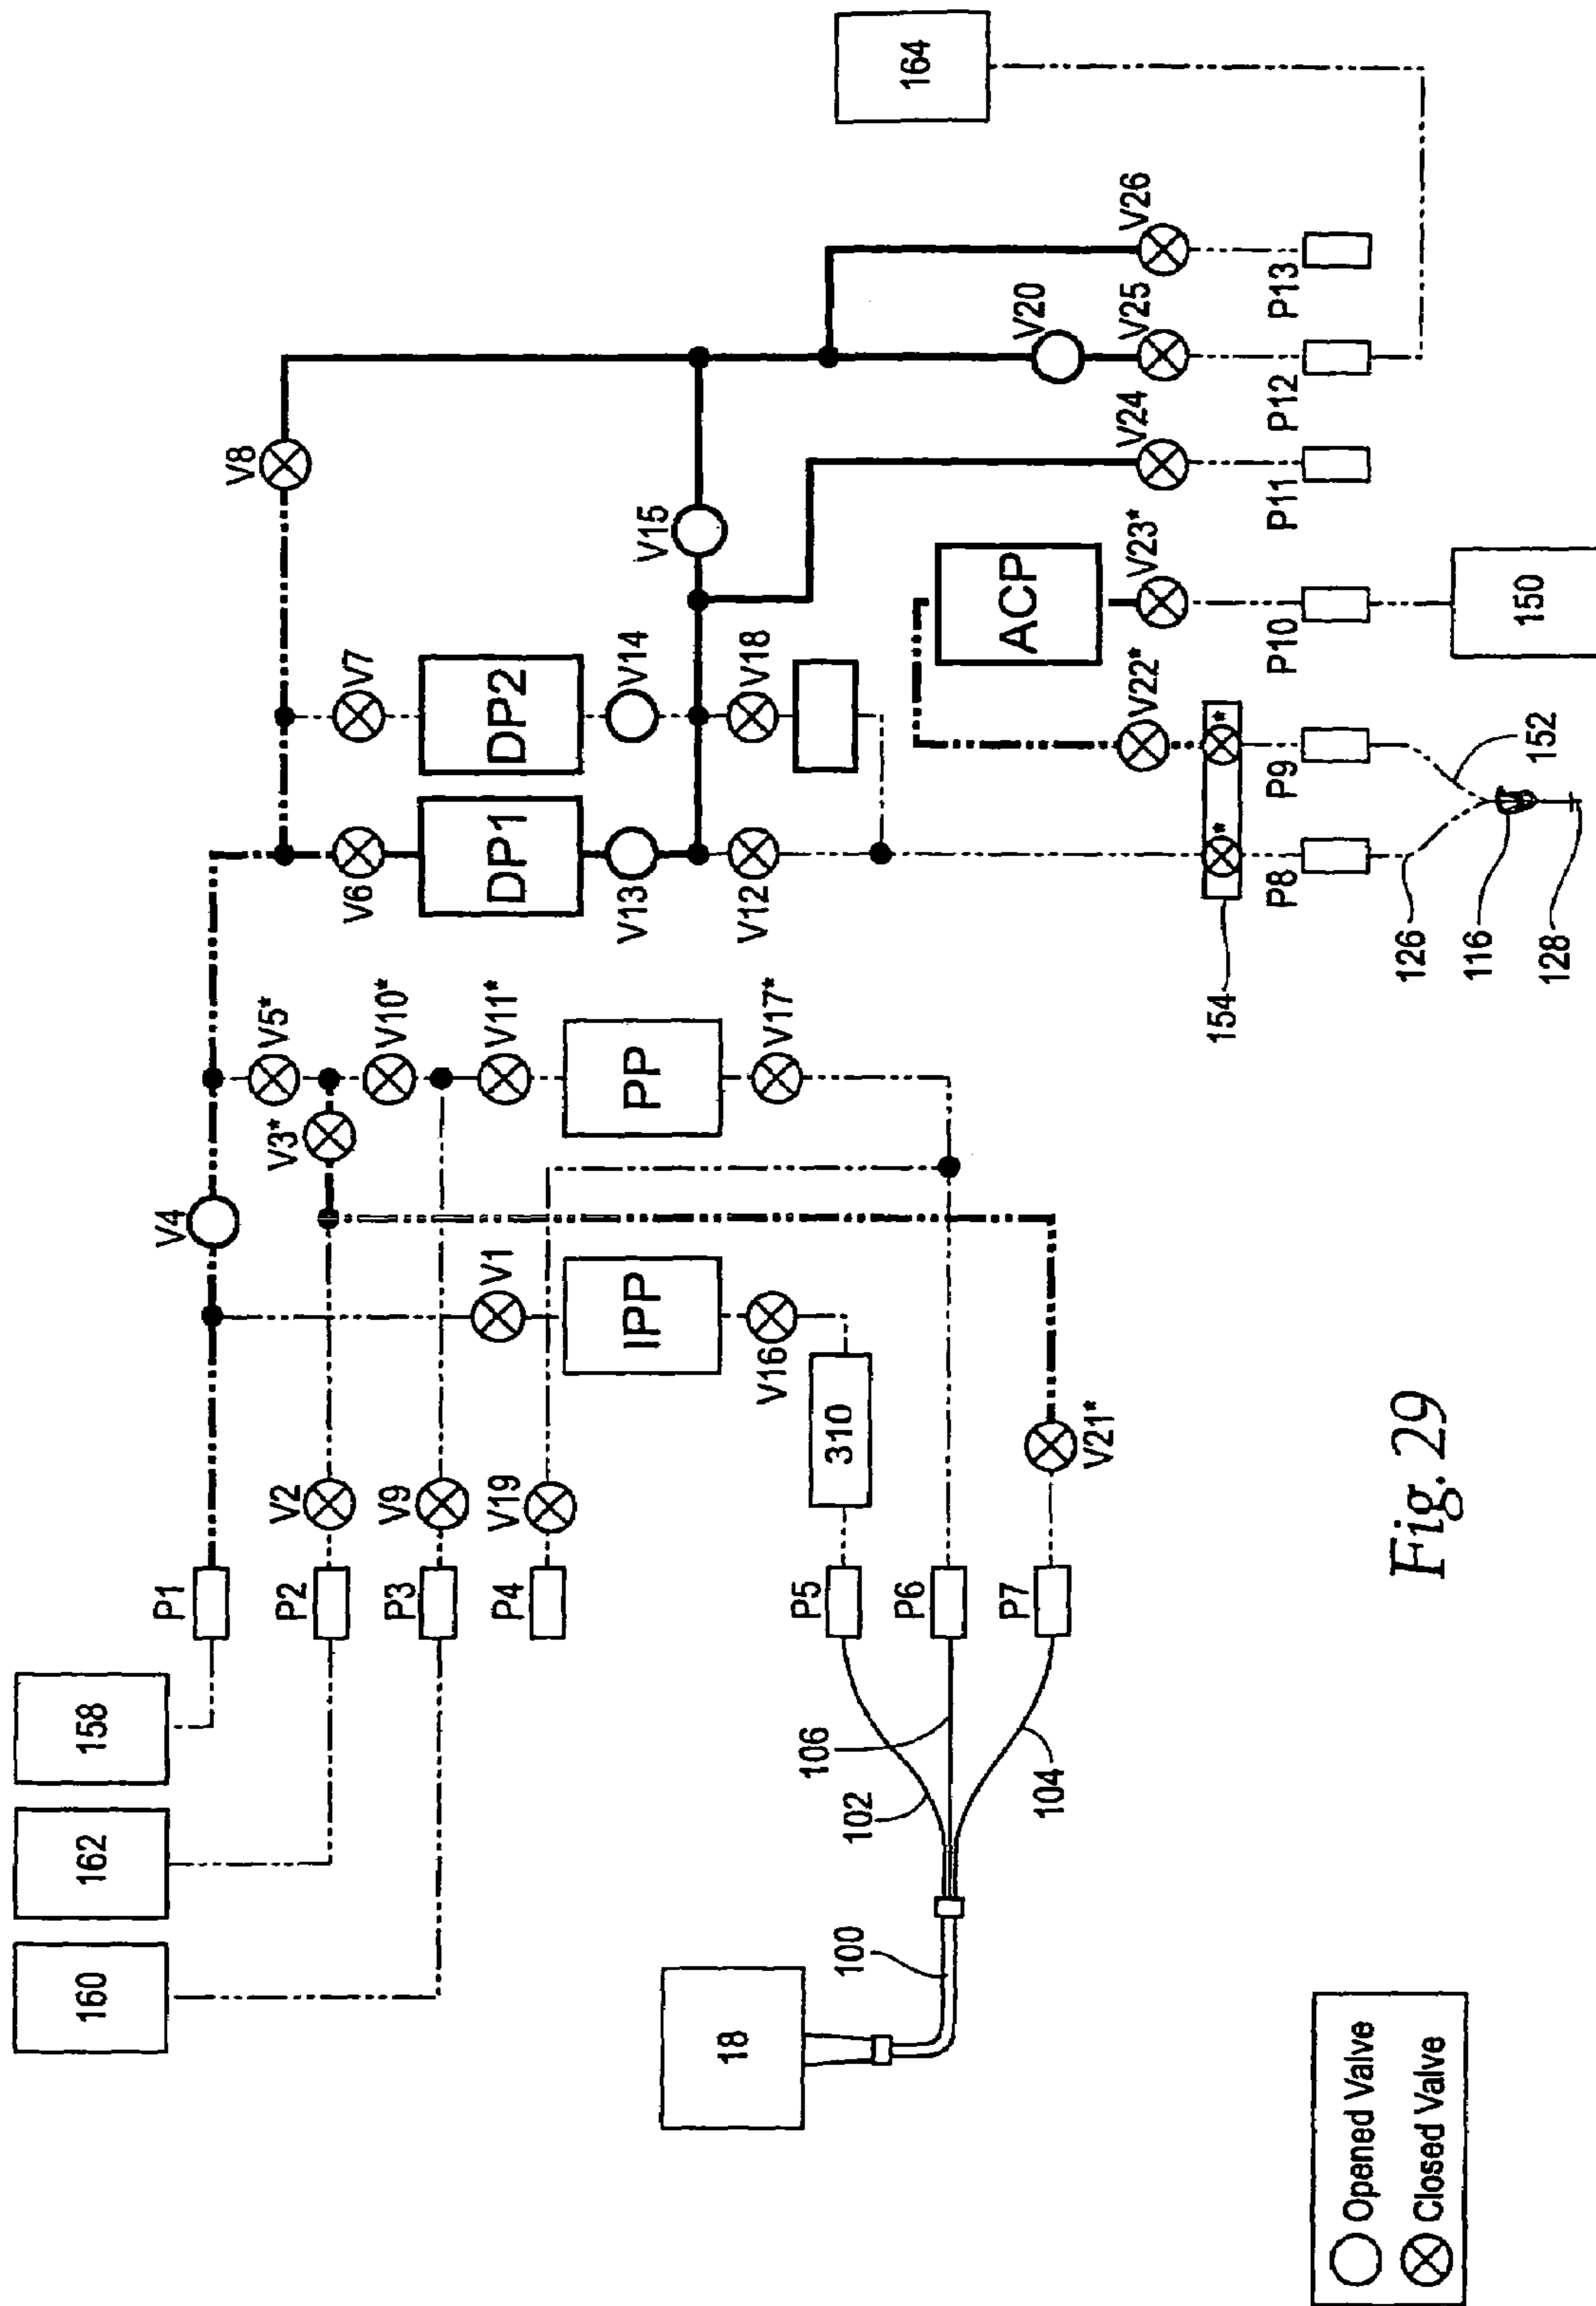 160
162
158
P1
P2
P3
P4
V2
V9
V19
V4
V3*
V5*
V10*
V11*
V1
IPP
PP
V16
V17*
310
P5
P6
P7
V21*
18
100
102
106
104
V6
V7
V8
DP1
DP2
V13
V14
V15
V12
V18
ACP
V22*
V23*
V24
V20
V25
V26
*
*
154
P8
P9
P10
P11
P12
P13
126
116
128
152
150
164
Opened Valve
Closed Valve
Fig. 29